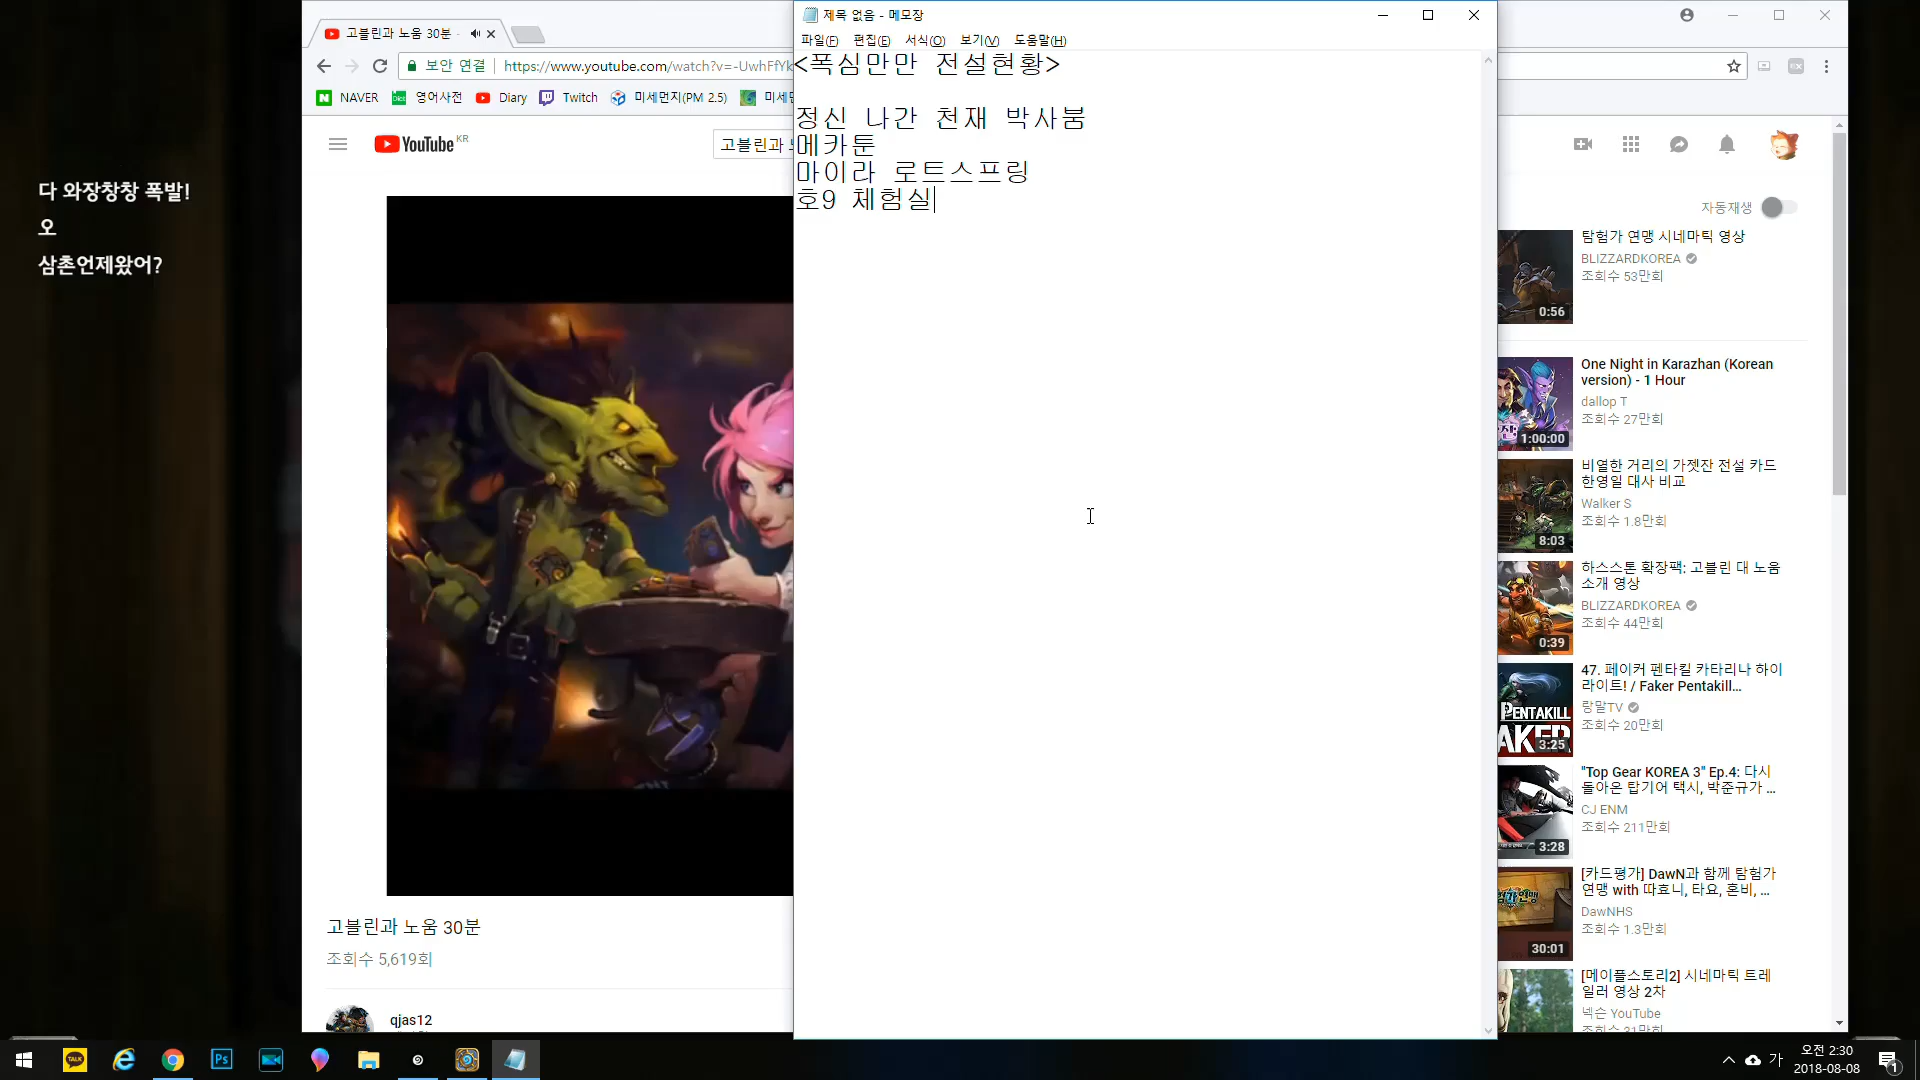 다 와장창창 폭발!
오
삼촌언제왔어?
고블린과 노움 30분
보안 연결
https://www.youtube.com/watch?v=-UwhFfYk
NAVER
영어사전
Diary
Twitch
미세먼지(PM 2.5)
YouTube KR
고블린과
제목 없음 - 메모장
파일(F) 편집(E) 서식(O) 보기(V) 도움말(H)
<폭심만만 전설현황>
정신 나간 천재 박사붐
메카툰
마이라 로트스프링
호9 체험실
고블린과 노움 30분
조회수 5,619회
qjas12
자동재생
탐험가 연맹 시네마틱 영상
BLIZZARDKOREA
조회수 53만회
0:56
One Night in Karazhan (Korean
version) - 1 Hour
dallop T
조회수 27만회
1:00:00
비열한 거리의 가젯잔 전설 카드
한영일 대사 비교
Walker S
조회수 1.8만회
8:03
하스스톤 확장팩: 고블린 대 노움
소개 영상
BLIZZARDKOREA
조회수 44만회
0:39
47. 페이커 펜타킬 카타리나 하이
라이트! / Faker Pentakill...
랑말TV
조회수 20만회
PENTAKILL
AKER
3:25
"Top Gear KOREA 3" Ep.4: 다시
돌아온 탑기어 택시, 박준규가 ...
CJ ENM
조회수 211만회
3:28
[카드평가] DawN과 함께 탐험가
연맹 with 따효니, 타요, 혼비, ...
DawNHS
조회수 1.3만회
30:01
[메이플스토리2] 시네마틱 트레
일러 영상 2차
넥슨 YouTube
조회수 31만회
TALK
Ps
가
오전 2:30
2018-08-08
1